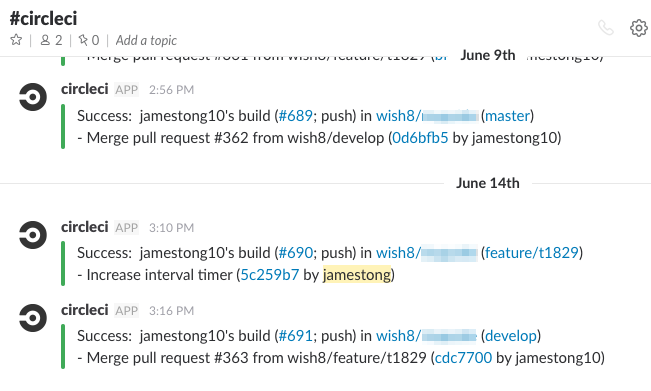 #circleci
2 | 0 | Add a topic
- Merge pull request #361 from wish8/feature/t1829 (
June 9th
jamestong10)
circleci APP 2:56 PM
Success: jamestong10's build (#689; push) in wish8/ (master)
- Merge pull request #362 from wish8/develop (0d6bfb5 by jamestong10)
June 14th
circleci APP 3:10 PM
Success: jamestong10's build (#690; push) in wish8/ (feature/t1829)
- Increase interval timer (5c259b7 by jamestong)
circleci APP 3:16 PM
Success: jamestong10's build (#691; push) in wish8/ (develop)
- Merge pull request #363 from wish8/feature/t1829 (cdc7700 by jamestong10)